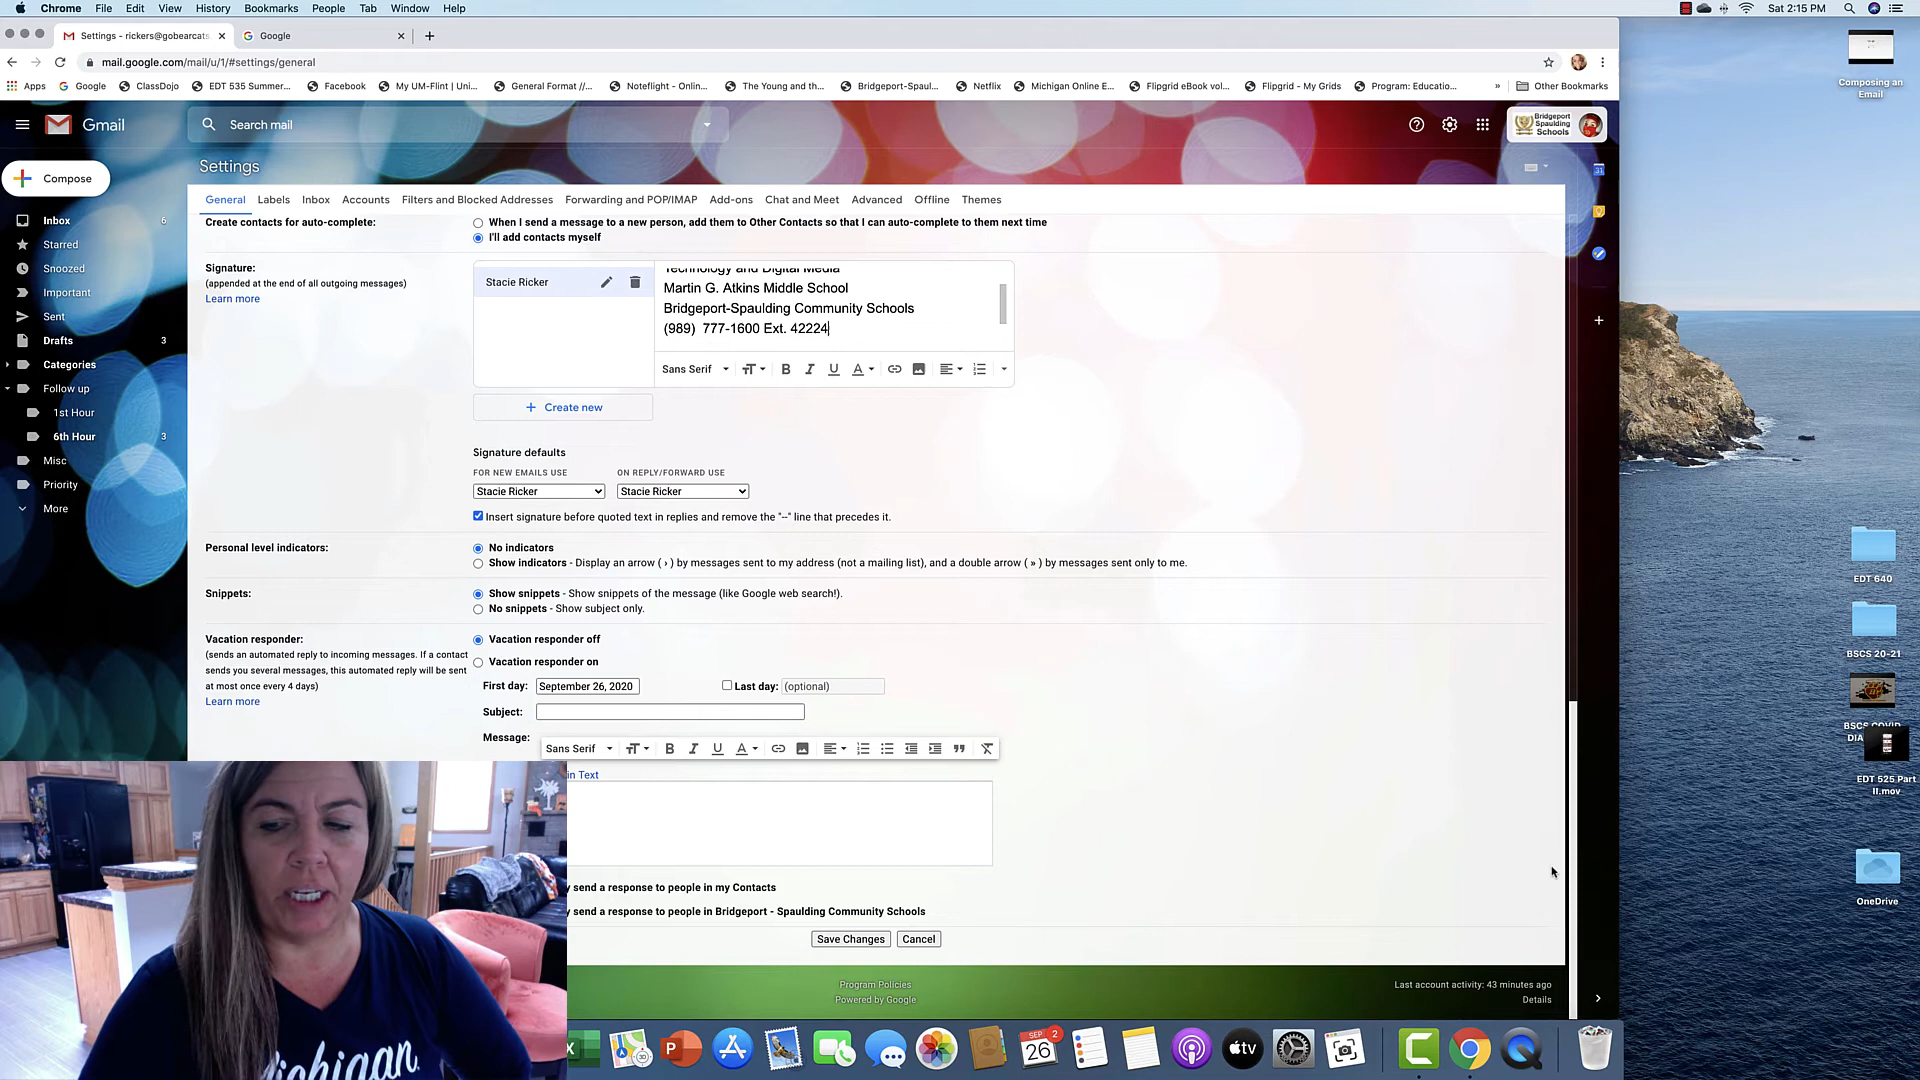 Chrome File Edit View History Bookmarks People Tab Window Help
Sat 2:15 PM
Settings - rickers@gobearcats.
Google
mail.google.com/mail/u/1/#settings/general
Apps Google ClassDojo EDT 535 Summer... Facebook My UM-Flint | Uni... General Format //... Noteflight - Onlin... The Young and th... Bridgeport-Spaul... Netflix Michigan Online E... Flipgrid eBook vol... Flipgrid - My Grids Program: Educatio... » Other Bookmarks
Gmail
Search mail
Bridgeport
Spaulding
Schools
Settings
Compose
General Labels Inbox Accounts Filters and Blocked Addresses Forwarding and POP/IMAP Add-ons Chat and Meet Advanced Offline Themes
Inbox 6
Starred
Snoozed
Important
Sent
Drafts 3
Categories
Follow up
1st Hour
6th Hour 3
Misc
Priority
More
Create contacts for auto-complete:
When I send a message to a new person, add them to Other Contacts so that I can auto-complete to them next time
I'll add contacts myself
Signature:
(appended at the end of all outgoing messages)
Learn more
Stacie Ricker
Technology and Digital Media
Martin G. Atkins Middle School
Bridgeport-Spaulding Community Schools
(989) 777-1600 Ext. 42224
Sans Serif
Create new
Signature defaults
FOR NEW EMAILS USE
ON REPLY/FORWARD USE
Stacie Ricker
Stacie Ricker
Insert signature before quoted text in replies and remove the "--" line that precedes it.
Personal level indicators:
No indicators
Show indicators - Display an arrow ( › ) by messages sent to my address (not a mailing list), and a double arrow ( » ) by messages sent only to me.
Snippets:
Show snippets - Show snippets of the message (like Google web search!).
No snippets - Show subject only.
Vacation responder:
(sends an automated reply to incoming messages. If a contact
sends you several messages, this automated reply will be sent
at most once every 4 days)
Learn more
Vacation responder off
Vacation responder on
First day: September 26, 2020
Last day: (optional)
Subject:
Message:
Sans Serif
in Text
send a response to people in my Contacts
send a response to people in Bridgeport - Spaulding Community Schools
Save Changes Cancel
Program Policies
Powered by Google
Last account activity: 43 minutes ago
Details
Composing an
Email
EDT 640
BSCS 20-21
BSCS COVID
DIA
EDT 525 Part
II.mov
OneDrive
SEP
26
2
tv
Michigan.